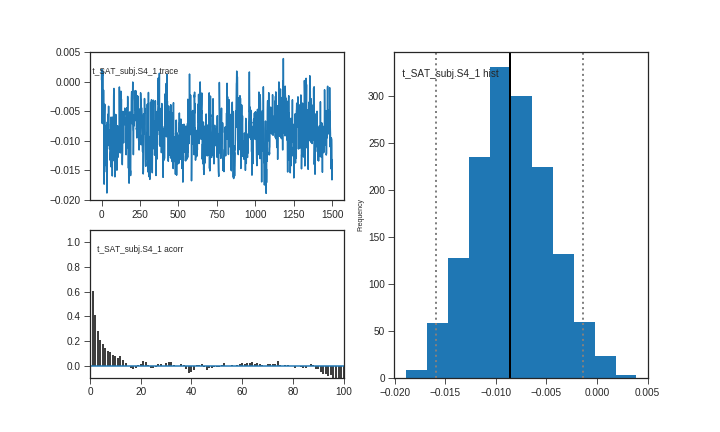 0.005
t_SAT_subj.S4_1 trace
0.000
−0.005
−0.010
−0.015
−0.020
0 250 500 750 1000 1250 1500
1.0
t_SAT_subj.S4_1 acorr
0.8
0.6
0.4
0.2
0.0
0 20 40 60 80 100
t_SAT_subj.S4_1 hist
300
250
200
150
100
50
0
Frequency
−0.020 −0.015 −0.010 −0.005 0.000 0.005